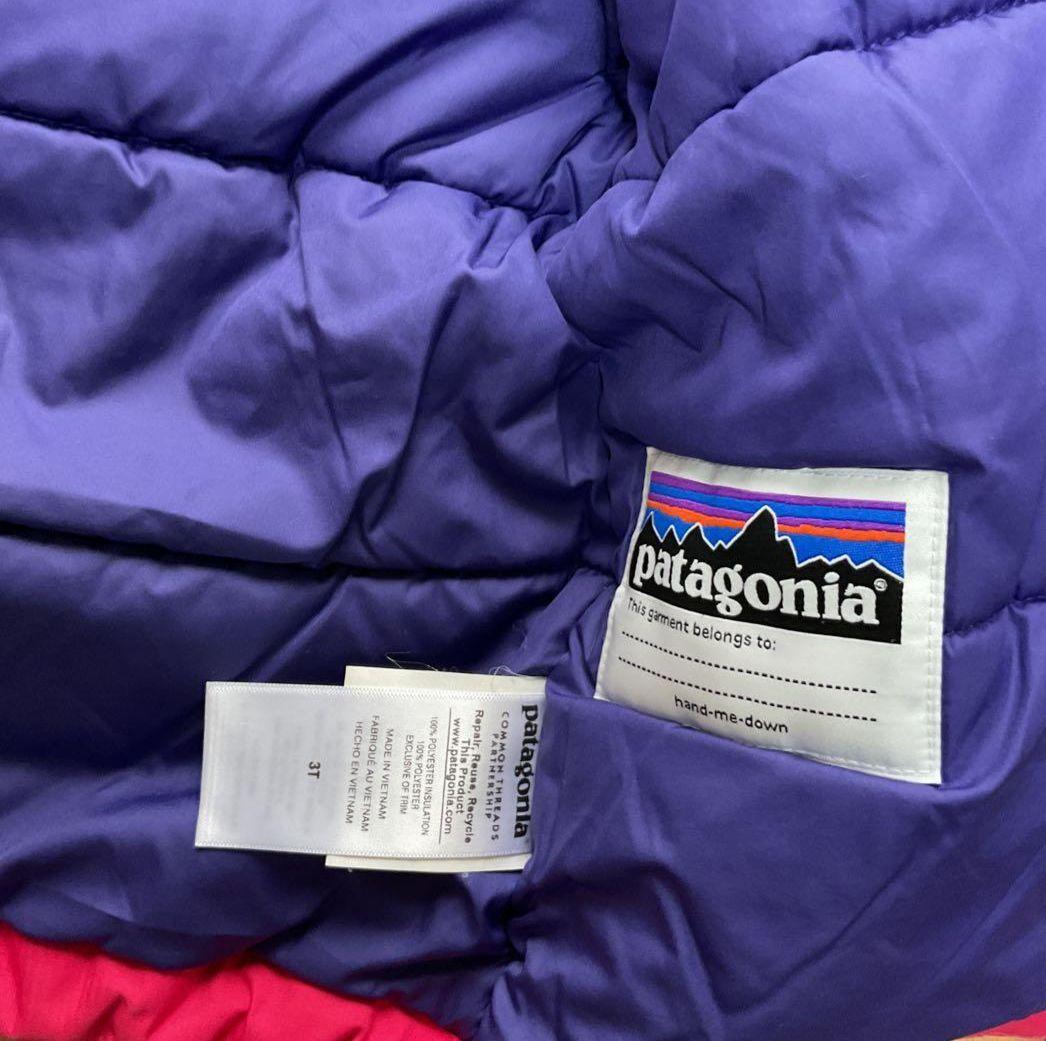 patagonia®
This garment belongs to:
hand-me-down
patagonia
COMMON THREADS
PARTNERSHIP
Repair, Reuse, Recycle
This Product
www.patagonia.com
100% POLYESTER INSULATION
100% POLYESTER
EXCLUSIVE OF TRIM
MADE IN VIETNAM
FABRIQUÉ AU VIETNAM
HECHO EN VIETNAM
3T